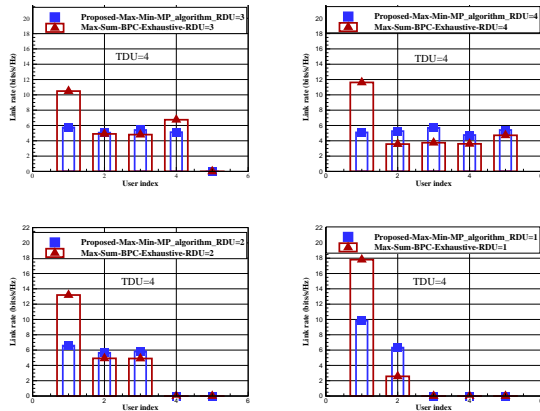 Proposed-Max-Min-MP_algorithm_RDU=3
Max-Sum-BPC-Exhaustive-RDU=3
TDU=4
Link rate (bits/s/Hz)
20
18
16
14
12
10
8
6
4
2
0
0 2 4 6
User index
Proposed-Max-Min-MP_algorithm_RDU=4
Max-Sum-BPC-Exhaustive-RDU=4
TDU=4
Link rate (bits/s/Hz)
20
18
16
14
12
10
8
6
4
2
0
0 2 4 6
User index
Proposed-Max-Min-MP_algorithm_RDU=2
Max-Sum-BPC-Exhaustive-RDU=2
TDU=4
Link rate (bits/s/Hz)
22
20
18
16
14
12
10
8
6
4
2
0
0 2 4 6
User index
Proposed-Max-Min-MP_algorithm_RDU=1
Max-Sum-BPC-Exhaustive-RDU=1
TDU=4
Link rate (bits/s/Hz)
22
20
18
16
14
12
10
8
6
4
2
0
0 2 4 6
User index